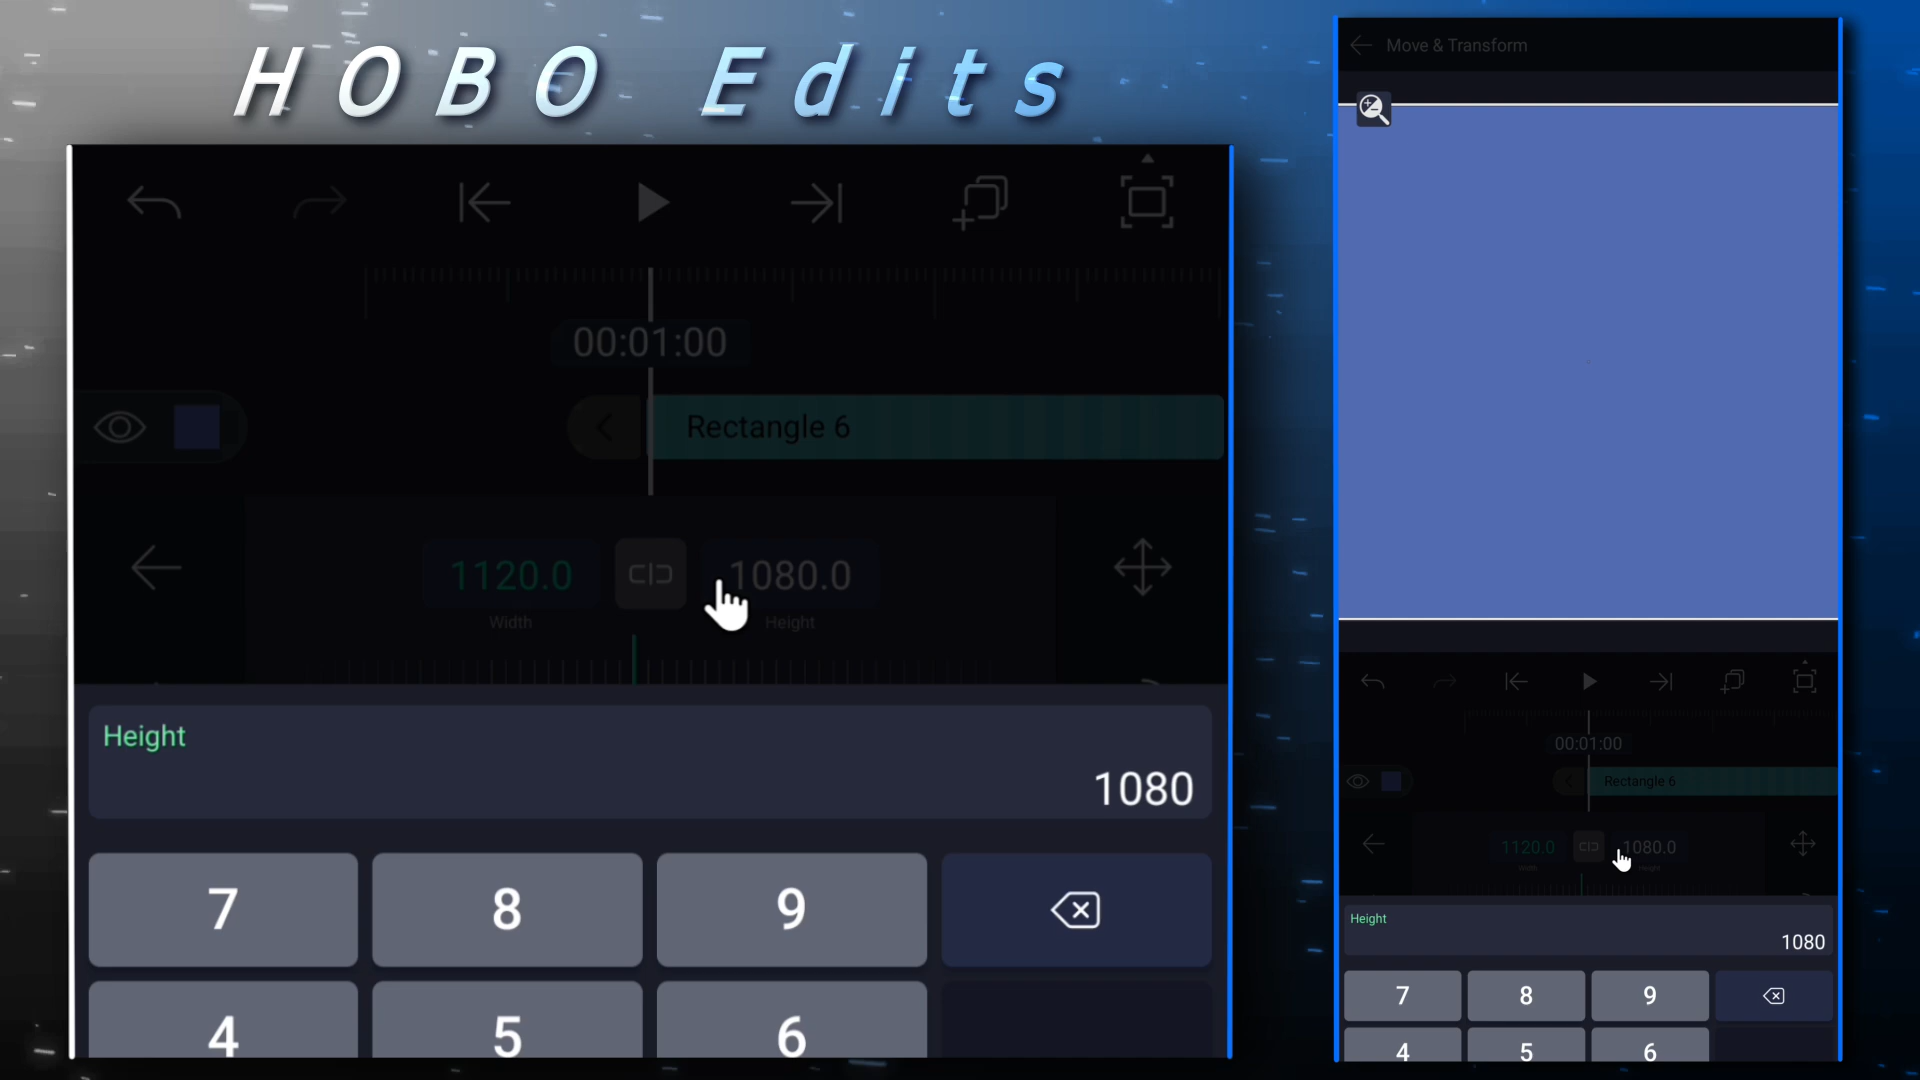 HOBO Edits
00:01:00
Rectangle 6
1120.0
1080.0
Width
Height
Height
1080
7
8
9
4
5
6
Move & Transform
00:01:00
Rectangle 6
1120.0
1080.0
Width
Height
Height
1080
7
8
9
4
5
6